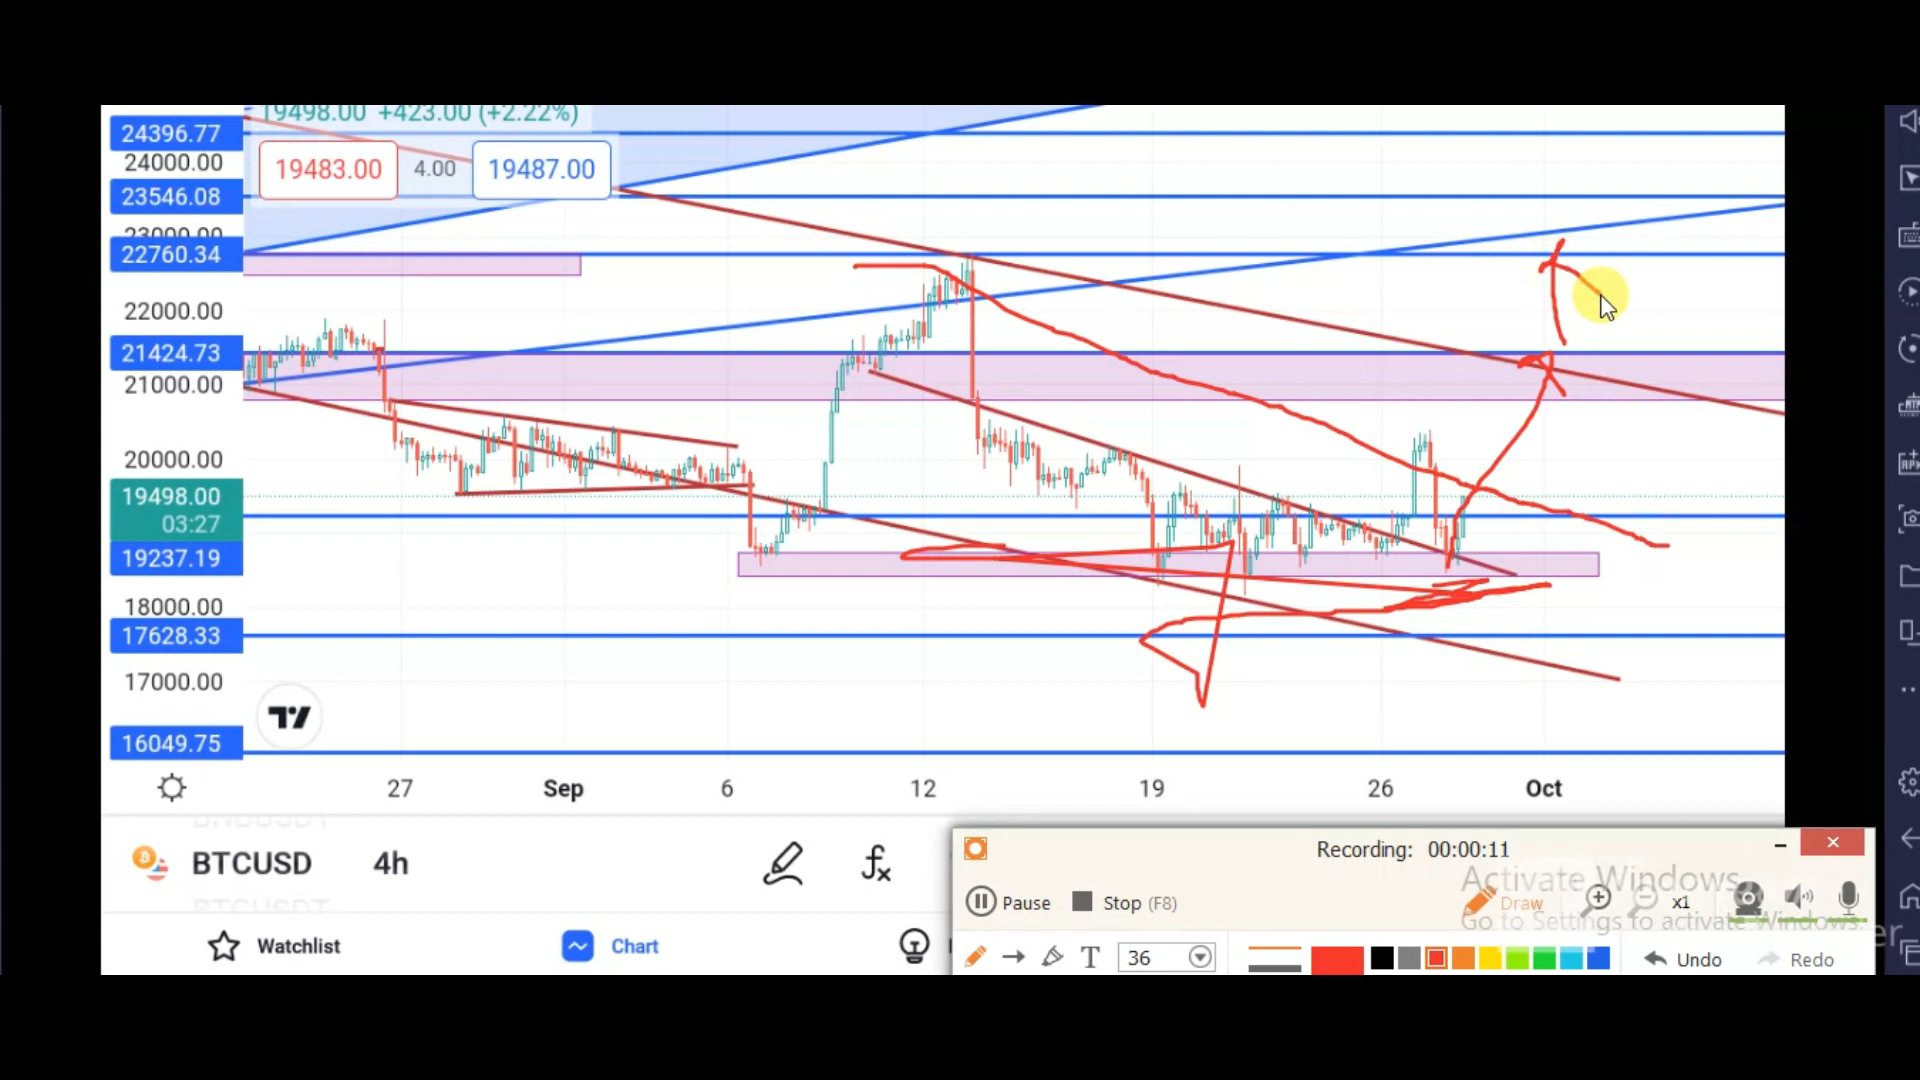 19498.00 +423.00 (+2.22%)
24396.77
24000.00
19483.00 4.00 19487.00
23546.08
23000.00
22760.34
22000.00
21424.73
21000.00
20000.00
19498.00
03:27
19237.19
18000.00
17628.33
17000.00
16049.75
27 Sep 6 12 19 26 Oct
BNBUSDT
BTCUSD 4h
Recording: 00:00:11
Activate Windows
Pause Stop (F8) Draw x1
Go to Settings to activate Windows.
Watchlist Chart
T 36 Undo Redo